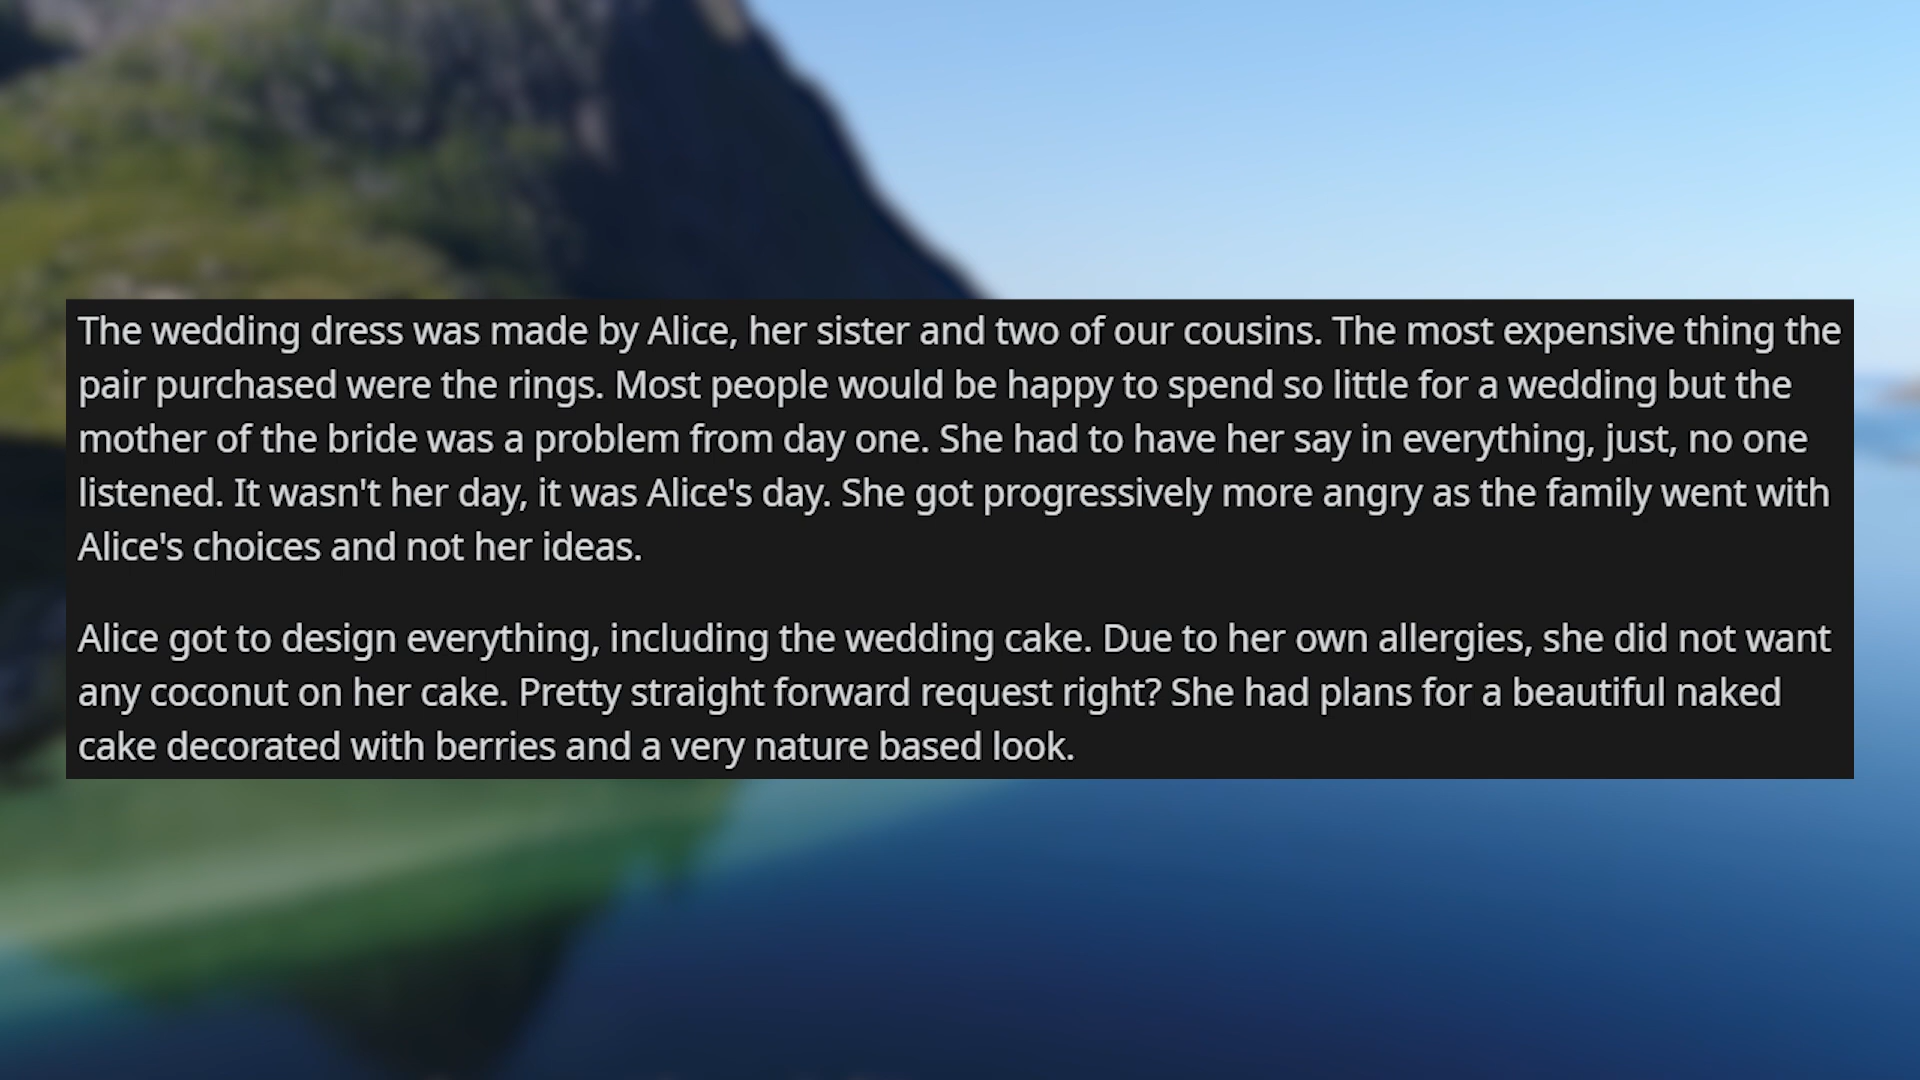 The wedding dress was made by Alice, her sister and two of our cousins. The most expensive thing the
pair purchased were the rings. Most people would be happy to spend so little for a wedding but the
mother of the bride was a problem from day one. She had to have her say in everything, just, no one
listened. It wasn't her day, it was Alice's day. She got progressively more angry as the family went with
Alice's choices and not her ideas.
Alice got to design everything, including the wedding cake. Due to her own allergies, she did not want
any coconut on her cake. Pretty straight forward request right? She had plans for a beautiful naked
cake decorated with berries and a very nature based look.